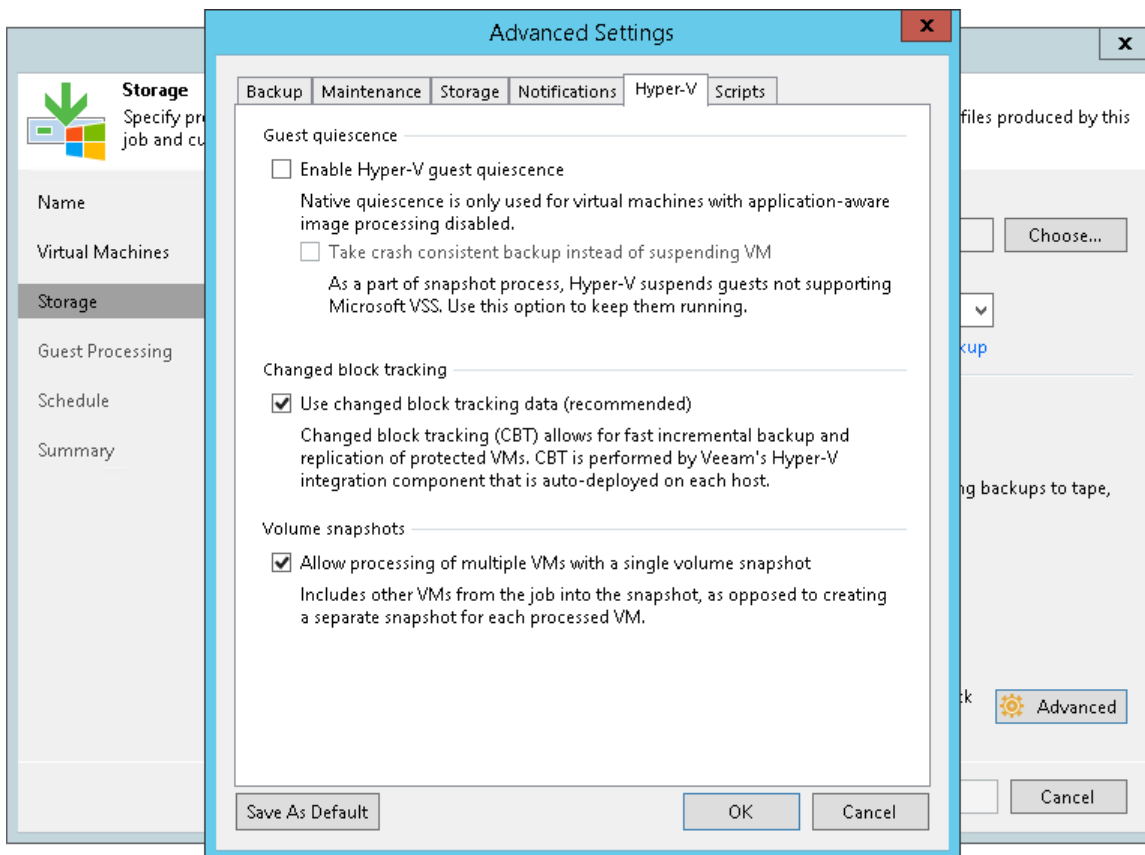 Advanced Settings
x
x
Storage
Specify pr
job and cu
files produced by this
Name
Virtual Machines
Storage
Guest Processing
Schedule
Summary
Backup
Maintenance
Storage
Notifications
Hyper-V
Scripts
Guest quiescence
Enable Hyper-V guest quiescence
Native quiescence is only used for virtual machines with application-aware
image processing disabled.
Take crash consistent backup instead of suspending VM
As a part of snapshot process, Hyper-V suspends guests not supporting
Microsoft VSS. Use this option to keep them running.
Changed block tracking
Use changed block tracking data (recommended)
Changed block tracking (CBT) allows for fast incremental backup and
replication of protected VMs. CBT is performed by Veeam's Hyper-V
integration component that is auto-deployed on each host.
Volume snapshots
Allow processing of multiple VMs with a single volume snapshot
Includes other VMs from the job into the snapshot, as opposed to creating
a separate snapshot for each processed VM.
Save As Default
OK
Cancel
Choose...
kup
ng backups to tape,
ck
Advanced
Cancel